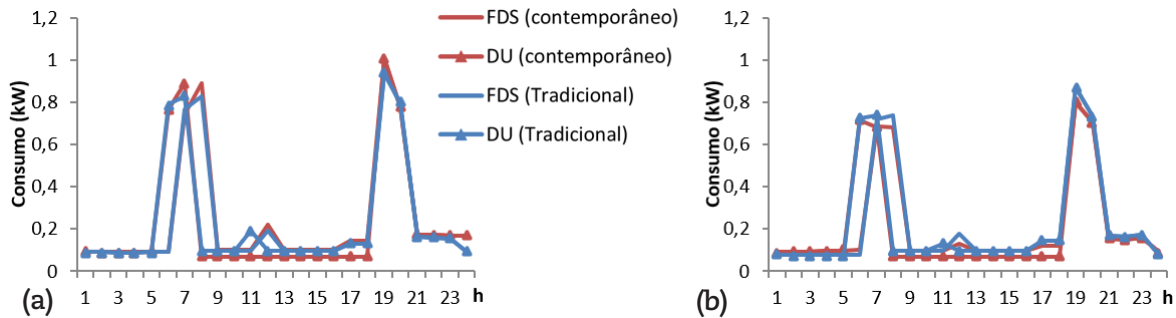 1,2
1
0,8
0,6
0,4
0,2
0
Consumo (kW)
1 3 5 7 9 11 13 15 17 19 21 23 h
(a)
FDS (contemporâneo)
DU (contemporâneo)
FDS (Tradicional)
DU (Tradicional)
1,2
1
0,8
0,6
0,4
0,2
0
Consumo (kW)
1 3 5 7 9 11 13 15 17 19 21 23 h
(b)